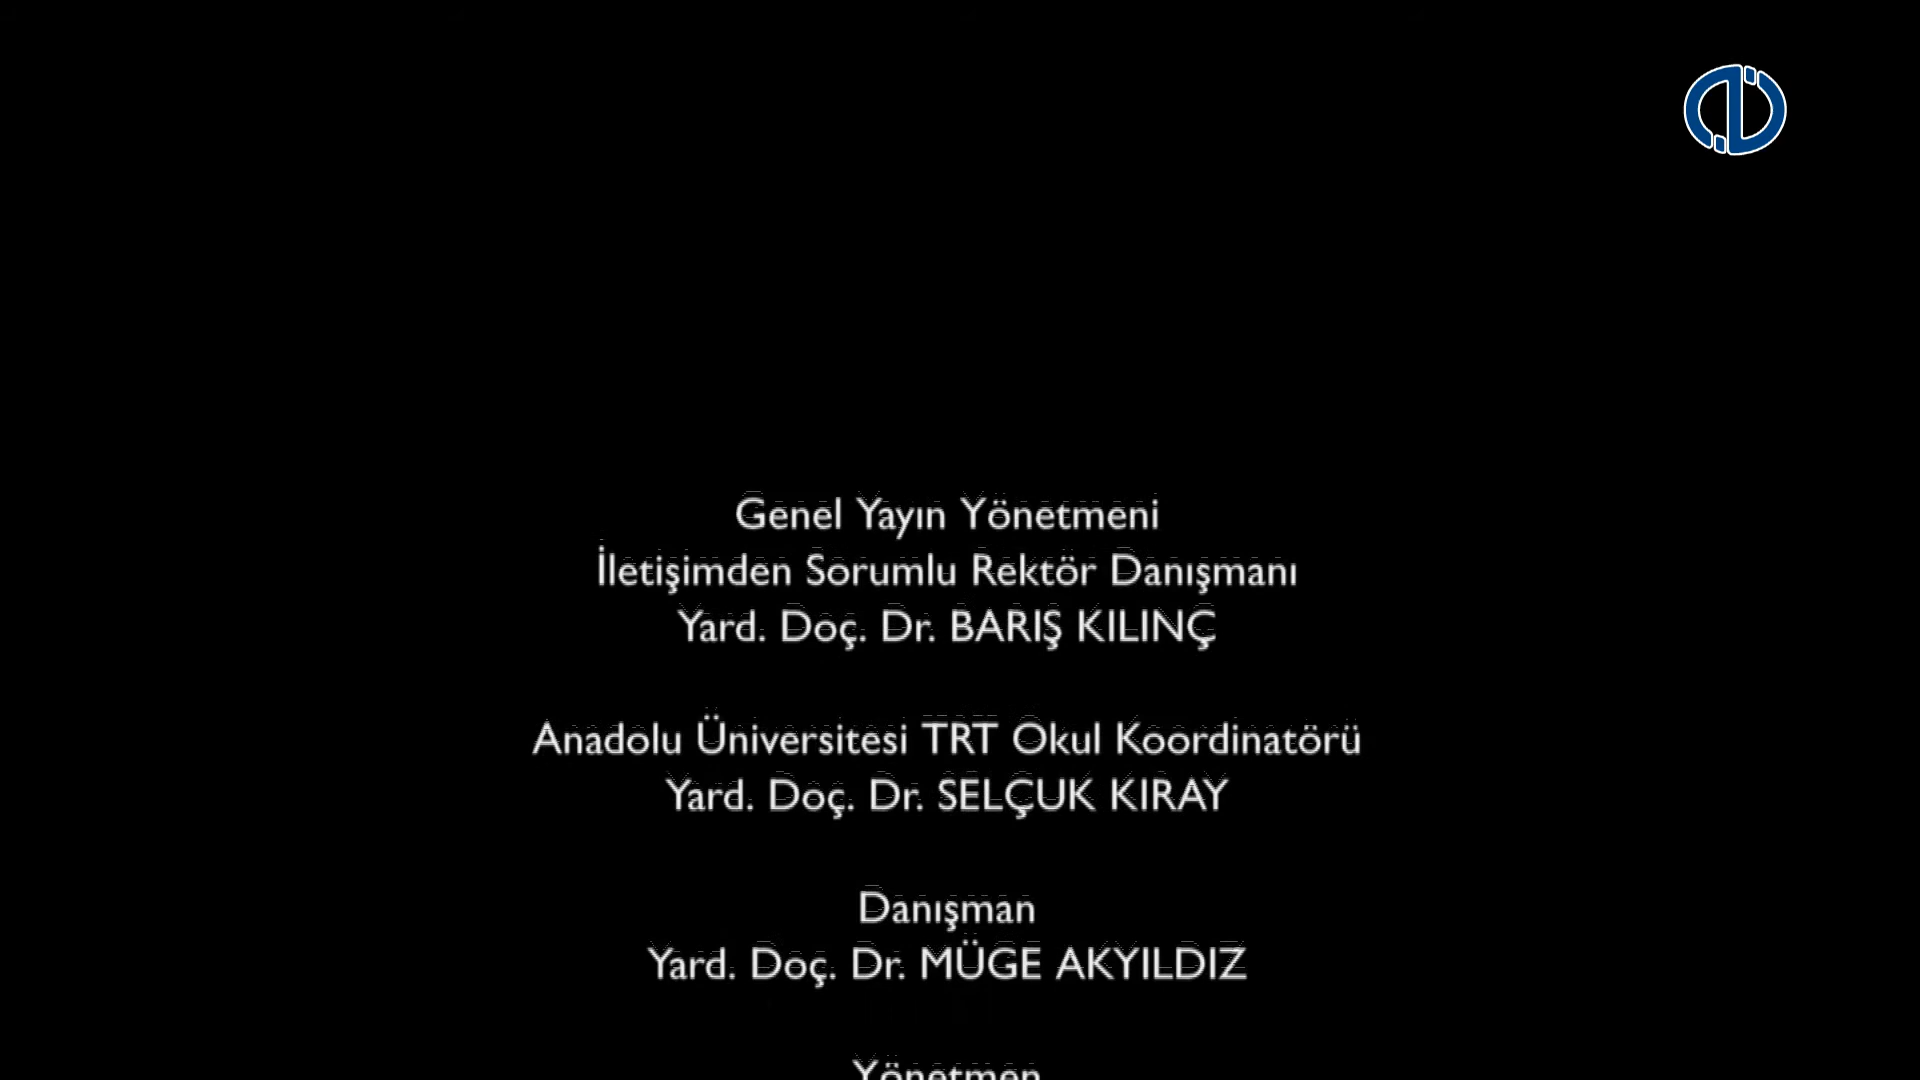 Genel Yayın Yönetmeni
İletişimden Sorumlu Rektör Danışmanı
Yard. Doç. Dr. BARIŞ KILINÇ
Anadolu Üniversitesi TRT Okul Koordinatörü
Yard. Doç. Dr. SELÇUK KIRAY
Danışman
Yard. Doç. Dr. MÜGE AKYILDIZ
Yönetmen